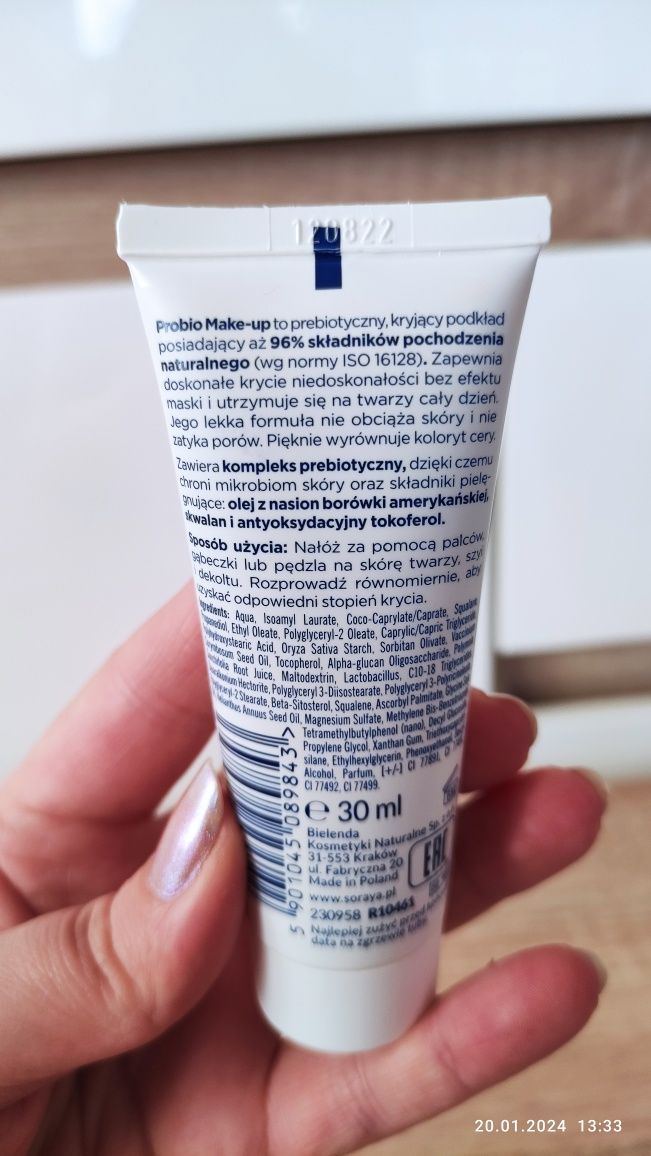 120822
Probio Make-up to prebiotyczny, kryjący podkład
posiadający aż 96% składników pochodzenia
naturalnego (wg normy ISO 16128). Zapewnia
doskonałe krycie niedoskonałości bez efektu
maski i utrzymuje się na twarzy cały dzień.
Jego lekka formuła nie obciąża skóry i nie
zatyka porów. Pięknie wyrównuje koloryt cery.
Zawiera kompleks prebiotyczny, dzięki czemu
chroni mikrobiom skóry oraz składniki pielę-
gnujące: olej z nasion borówki amerykańskiej,
skwalan i antyoksydacyjny tokoferol.
Sposób użycia: Nałóż za pomocą palców,
gąbeczki lub pędzla na skórę twarzy, szyi
dekoltu. Rozprowadź równomiernie, aby
uzyskać odpowiedni stopień krycia.
Ingredients: Aqua, Isoamyl Laurate, Coco-Caprylate/Caprate, Squalane,
Propanediol, Ethyl Oleate, Polyglyceryl-2 Oleate, Caprylic/Capric Triglyceride,
Polyhydroxystearic Acid, Oryza Sativa Starch, Sorbitan Olivate, Vaccinium
Corymbosum Seed Oil, Tocopherol, Alpha-glucan Oligosaccharide,
Root Juice, Maltodextrin, Lactobacillus, C10-18 Triglycerides,
Hectorite, Polyglyceryl 3-Diisostearate,
Stearate, Beta-Sitosterol, Squalene, Ascorbyl Palmitate,
Helianthus Annuus Seed Oil, Magnesium Sulfate, Methylene
Tetramethylbutylphenol (nano), Decyl
Propylene Glycol, Xanthan Gum,
silane, Ethylhexylglycerin, Phenoxyethanol,
Alcohol, Parfum, [+/-] CI 77891,
CI 77492, CI 77499.
5 901045 089843 >
℮ 30 ml
Bielenda
Kosmetyki Naturalne Sp.
31-553 Kraków
ul. Fabryczna 20
Made in Poland
www.soraya.pl
230958 R10461
Najlepiej zużyć przed
data na zgrzewie tuby.
EAC
20.01.2024 13:33